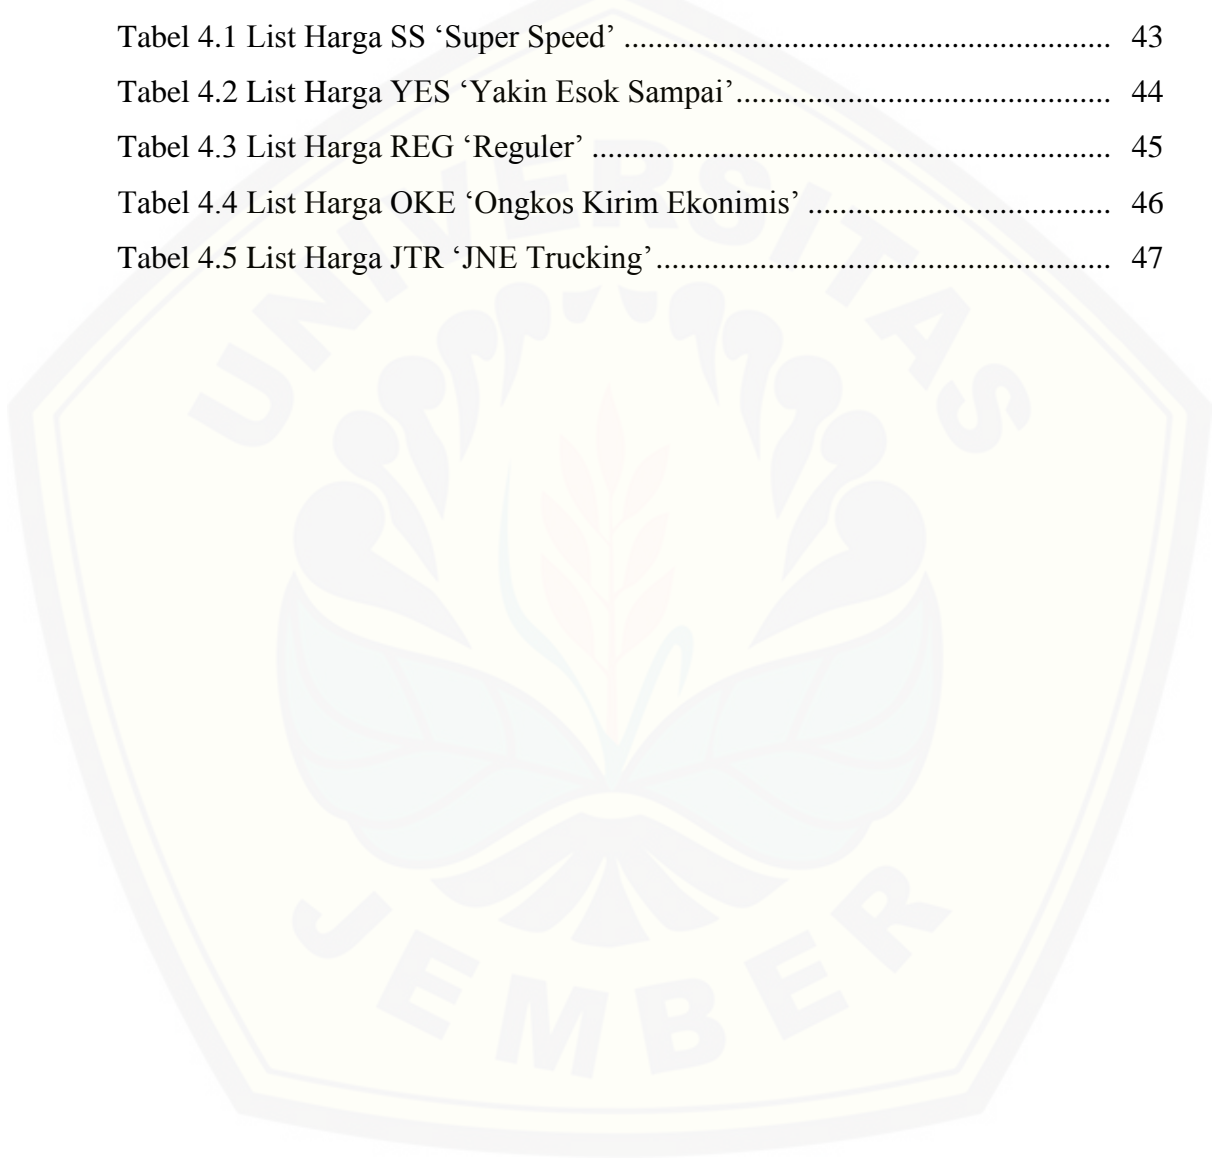 Tabel 4.1 List Harga SS ‘Super Speed’ ............................................................. 43
Tabel 4.2 List Harga YES ‘Yakin Esok Sampai’............................................... 44
Tabel 4.3 List Harga REG ‘Reguler’ ................................................................. 45
Tabel 4.4 List Harga OKE ‘Ongkos Kirim Ekonimis’ ...................................... 46
Tabel 4.5 List Harga JTR ‘JNE Trucking’......................................................... 47
UNIVERSITAS
JEMBER